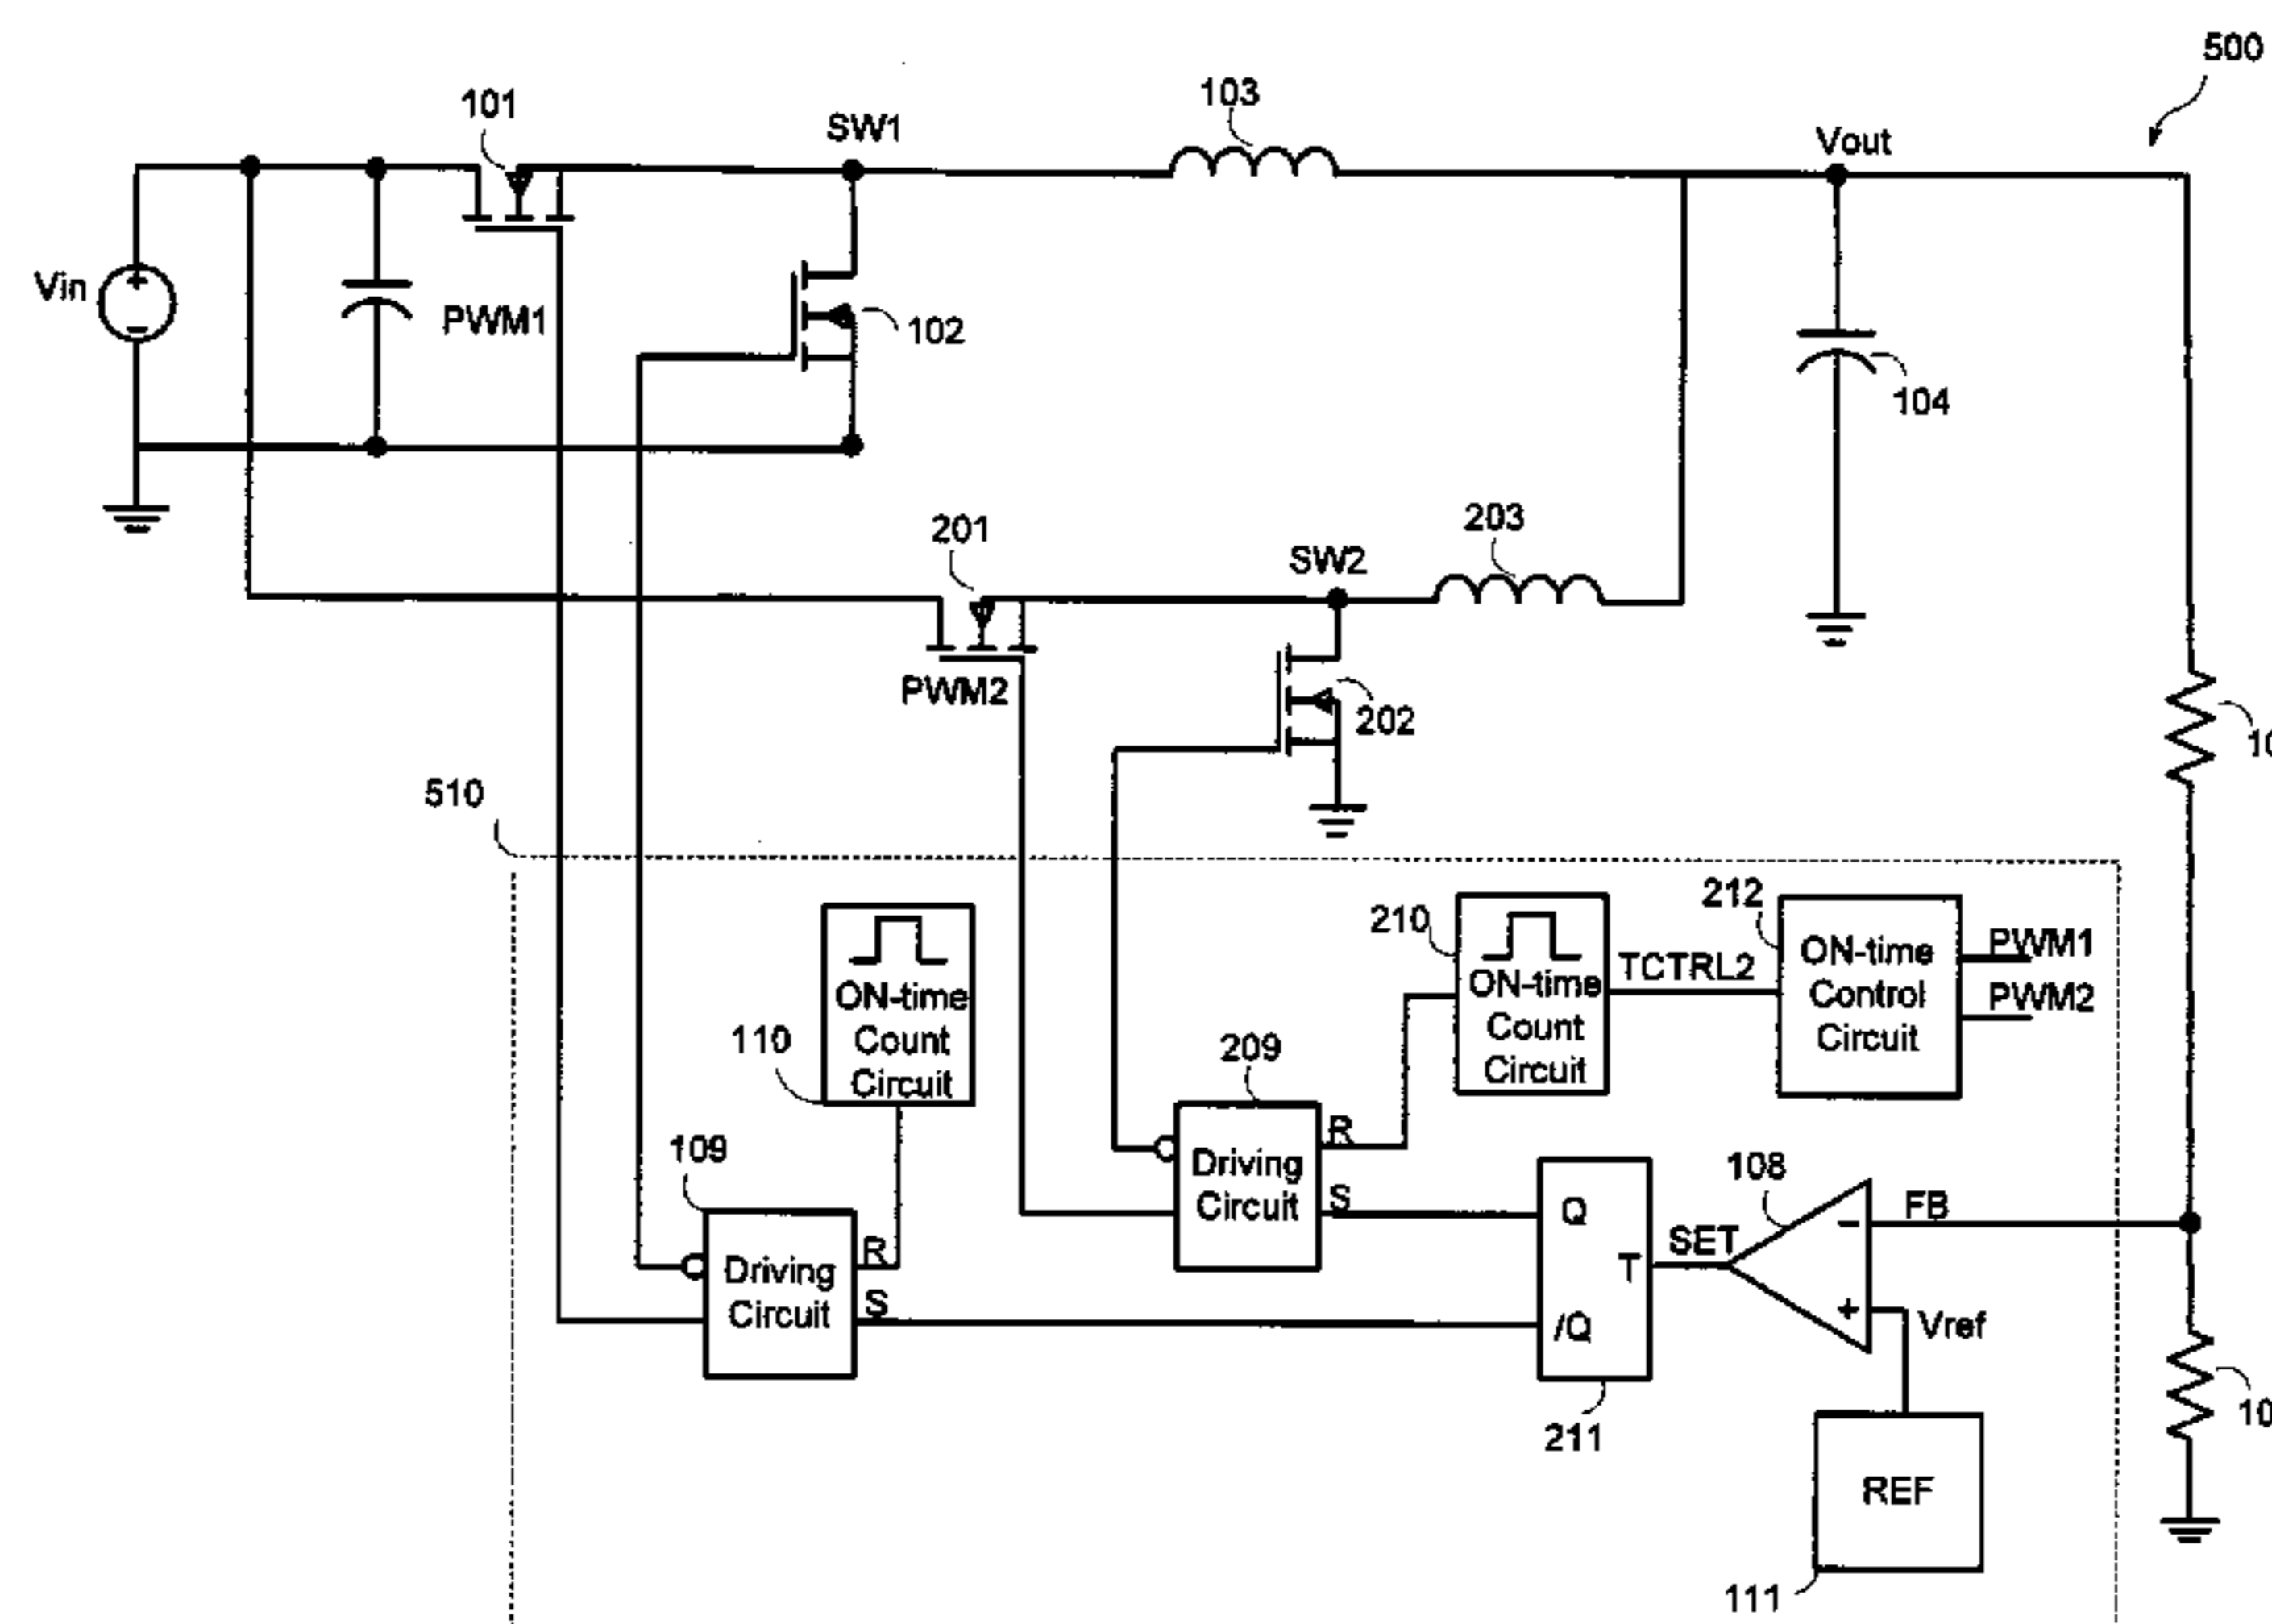 500
101
SW1
103
Vout
Vin
PWM1
102
104
201
SW2
203
PWM2
202
510
212
210
ON-time
Control
Circuit
PWM1
PWM2
TCTRL2
ON-time
Count
Circuit
ON-time
Count
Circuit
110
209
109
Driving
Circuit
R
S
Driving
Circuit
R
S
Q
/Q
T
211
SET
108
FB
-
+
Vref
REF
111